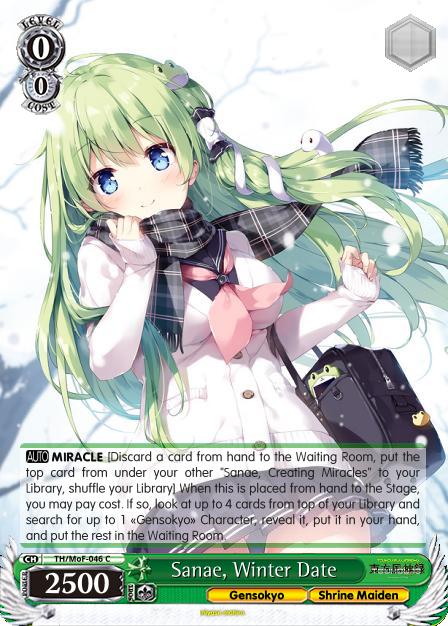 LEVEL
0
0
COST
AUTO MIRACLE [Discard a card from hand to the Waiting Room, put the
top card from under your other "Sanae, Creating Miracles" to your
Library, shuffle your Library] When this is placed from hand to the Stage,
you may pay cost. If so, look at up to 4 cards from top of your Library and
search for up to 1 «Gensokyo» Character, reveal it, put it in your hand,
and put the rest in the Waiting Room.
CH TH/MoF-046 C
POWER 2500 SOUL Sanae, Winter Date
Gensokyo Shrine Maiden